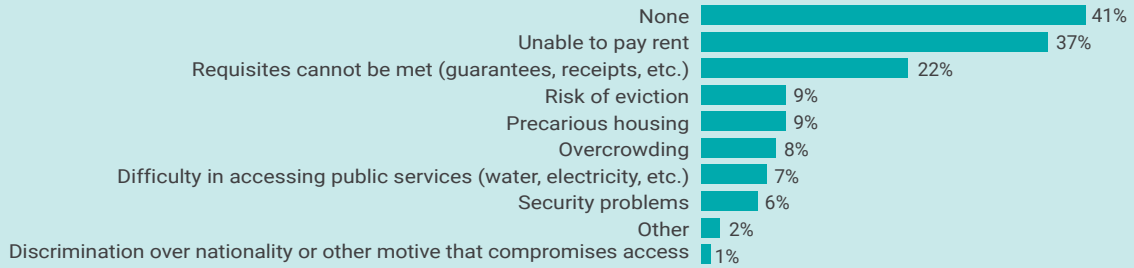 None 41%
Unable to pay rent 37%
Requisites cannot be met (guarantees, receipts, etc.) 22%
Risk of eviction 9%
Precarious housing 9%
Overcrowding 8%
Difficulty in accessing public services (water, electricity, etc.) 7%
Security problems 6%
Other 2%
Discrimination over nationality or other motive that compromises access 1%